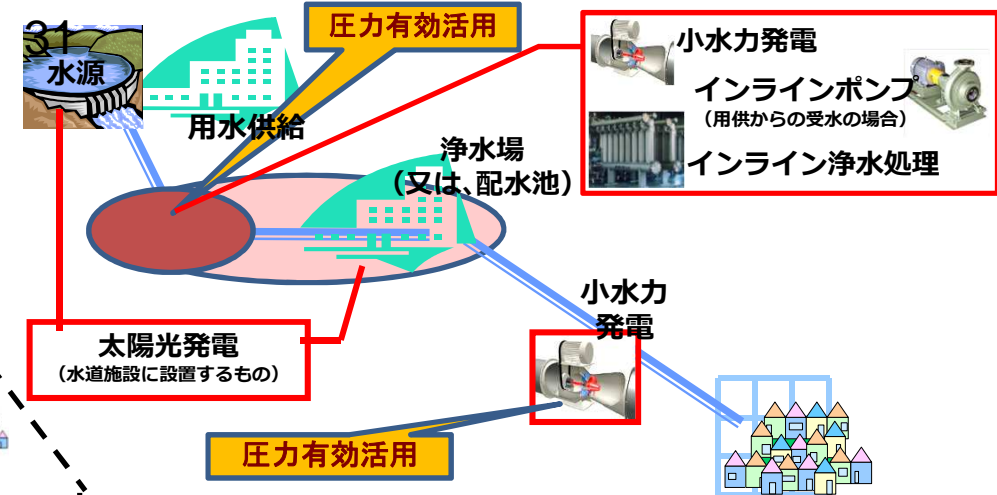 31
水源
圧力有効活用
小水力発電
インラインポンプ
（用供からの受水の場合）
インライン浄水処理
用水供給
浄水場
（又は、配水池）
太陽光発電
（水道施設に設置するもの）
小水力
発電
圧力有効活用